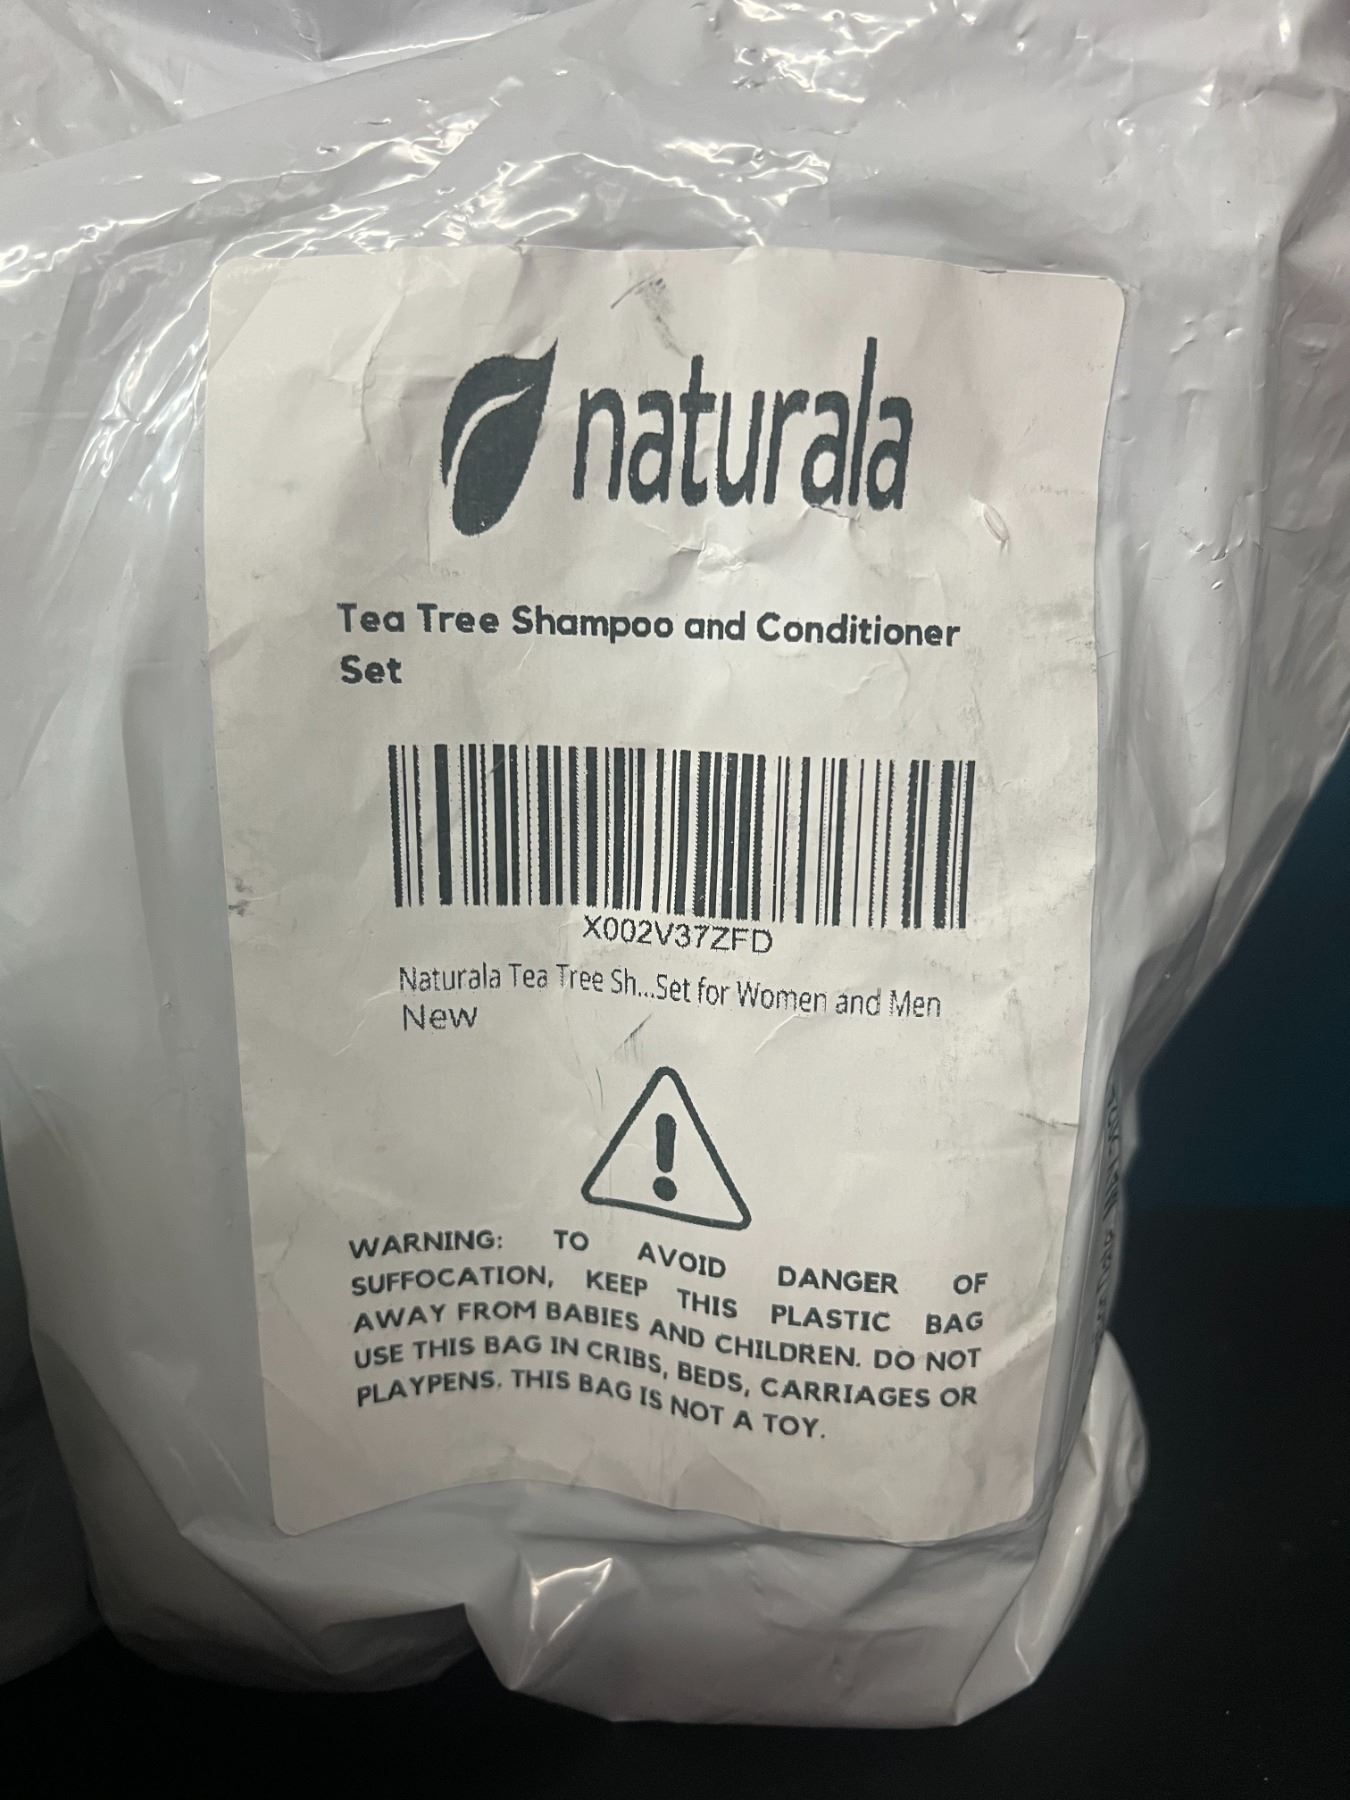 naturala
Tea Tree Shampoo and Conditioner
Set
X002V37ZFD
Naturala Tea Tree Sh...Set for Women and Men
New
WARNING: TO AVOID DANGER OF
SUFFOCATION, KEEP THIS PLASTIC BAG
AWAY FROM BABIES AND CHILDREN. DO NOT
USE THIS BAG IN CRIBS, BEDS, CARRIAGES OR
PLAYPENS. THIS BAG IS NOT A TOY.